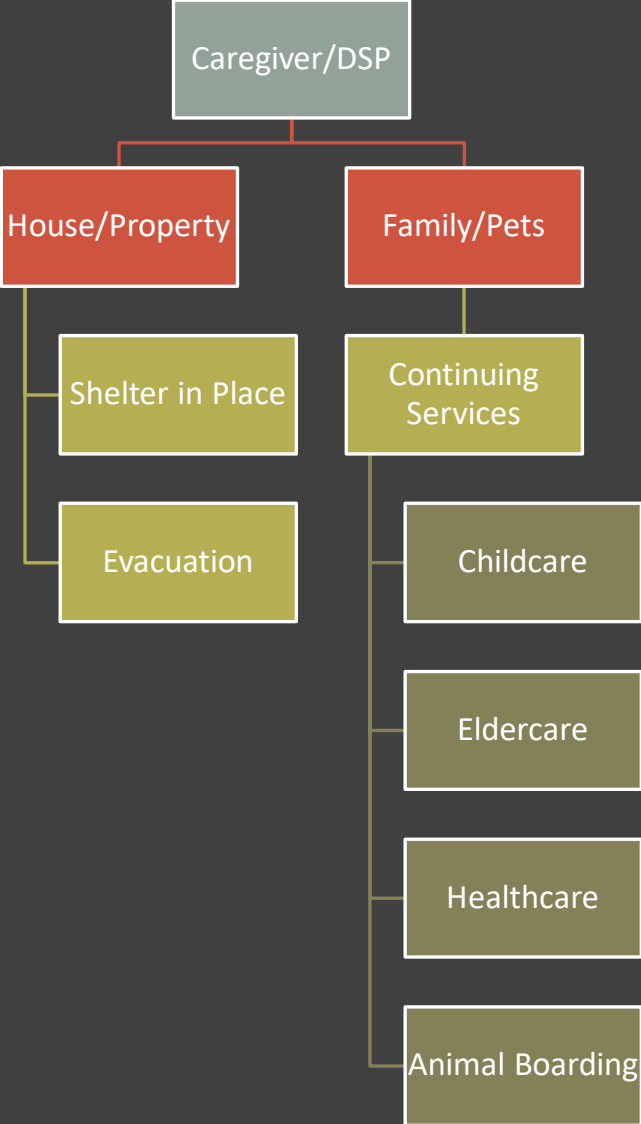 Caregiver/DSP
House/Property
Family/Pets
Shelter in Place
Continuing
Services
Evacuation
Childcare
Eldercare
Healthcare
Animal Boarding